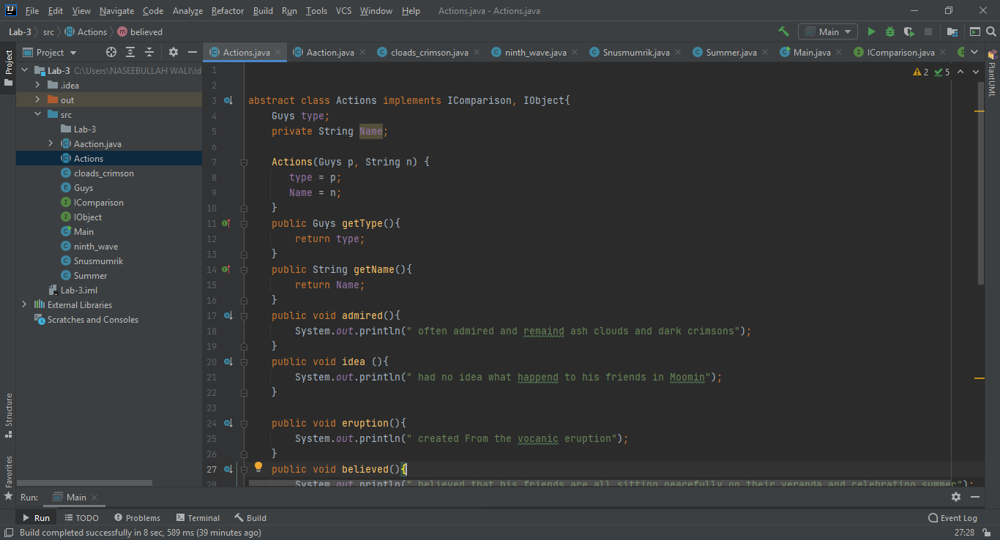 File Edit View Navigate Code Analyze Refactor Build Run Tools VCS Window Help Actions.java - Actions.java
Lab-3 src Actions believed Main
Project Actions.java Aaction.java cloads_crimson.java ninth_wave.java Snusmumrik.java Summer.java Main.java IComparison.java
Project
PlantUML
Structure
Favorites
Lab-3 C:\Users\NASEEBULLAH WALI\Id
.idea
out
src
Lab-3
Aaction.java
Actions
cloads_crimson
Guys
IComparison
IObject
Main
ninth_wave
Snusmumrik
Summer
Lab-3.iml
External Libraries
Scratches and Consoles
2 5
1
2
3 abstract class Actions implements IComparison, IObject{
4 Guys type;
5 private String Name;
6
7 Actions(Guys p, String n) {
8 type = p;
9 Name = n;
10 }
11 public Guys getType(){
12 return type;
13 }
14 public String getName(){
15 return Name;
16 }
17 public void admired(){
18 System.out.println(" often admired and remaind ash clouds and dark crimsons");
19 }
20 public void idea (){
21 System.out.println(" had no idea what happend to his friends in Moomin");
22 }
23
24 public void eruption(){
25 System.out.println(" created From the vocanic eruption");
26 }
27 public void believed(){
28 System.out.println(" believed that his friends are all sitting peacefully on their veranda and celebrating summer");
Run: Main
Run TODO Problems Terminal Build Event Log
Build completed successfully in 8 sec, 589 ms (39 minutes ago) 27:28